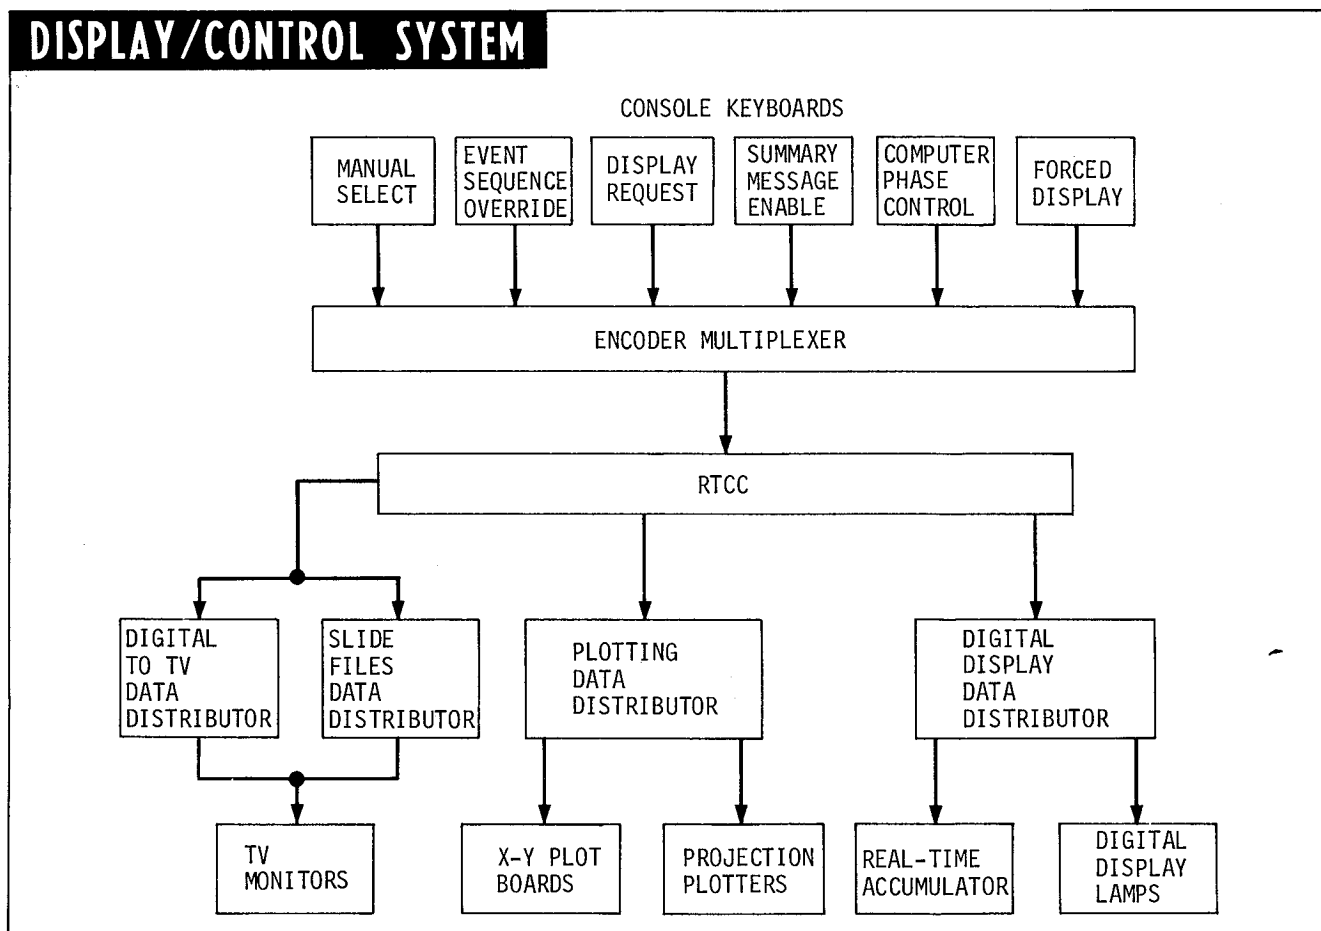 DISPLAY/CONTROL SYSTEM
CONSOLE KEYBOARDS
MANUAL
SELECT
EVENT
SEQUENCE
OVERRIDE
DISPLAY
REQUEST
SUMMARY
MESSAGE
ENABLE
COMPUTER
PHASE
CONTROL
FORCED
DISPLAY
ENCODER MULTIPLEXER
RTCC
DIGITAL
TO TV
DATA
DISTRIBUTOR
SLIDE
FILES
DATA
DISTRIBUTOR
PLOTTING
DATA
DISTRIBUTOR
DIGITAL
DISPLAY
DATA
DISTRIBUTOR
TV
MONITORS
X-Y PLOT
BOARDS
PROJECTION
PLOTTERS
REAL-TIME
ACCUMULATOR
DIGITAL
DISPLAY
LAMPS